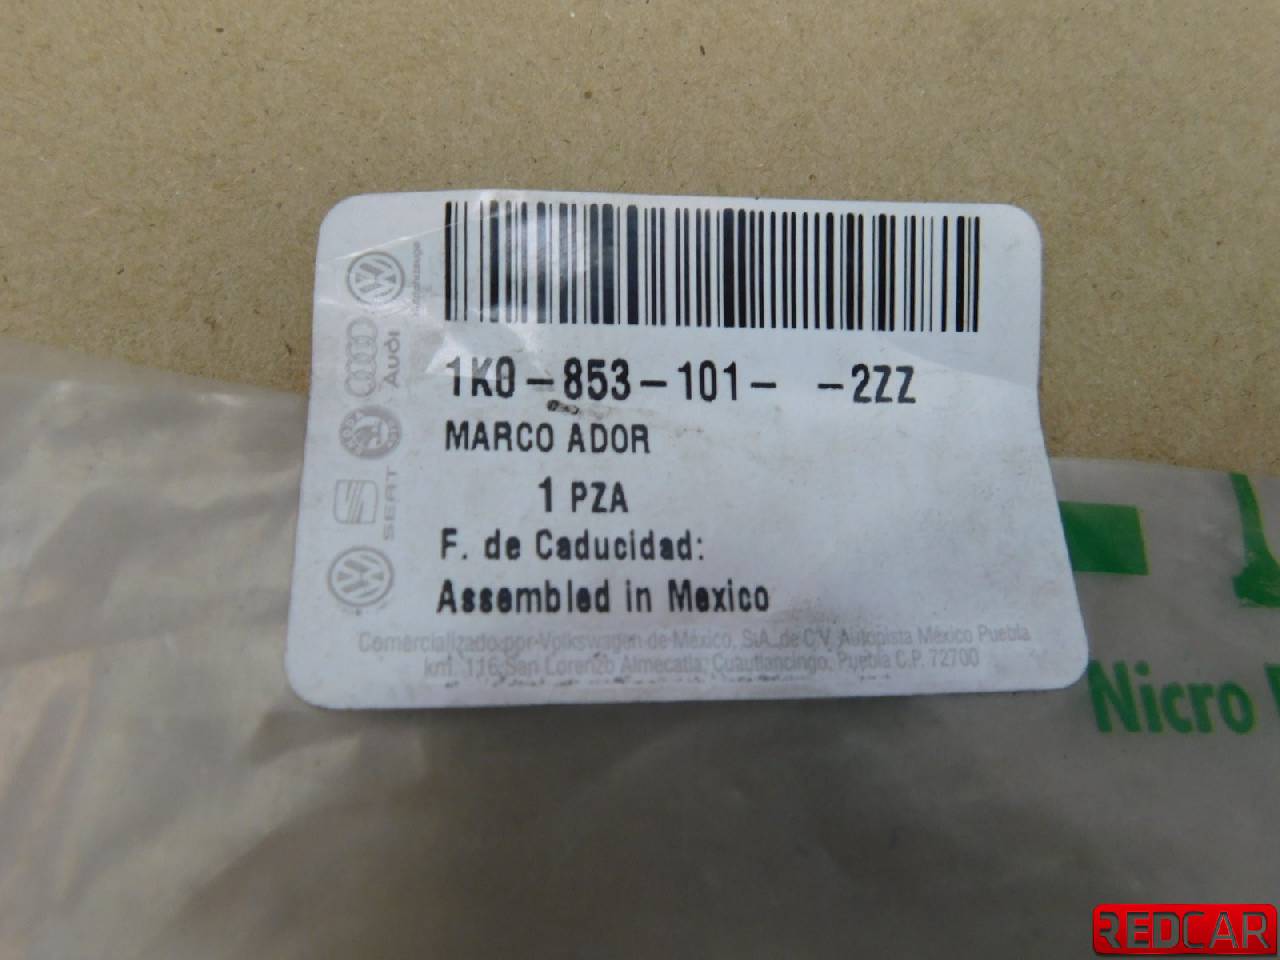 1K0-853-101- -2ZZ
MARCO ADOR
1 PZA
F. de Caducidad:
Assembled in Mexico
Comercializado por Volkswagen de México, S.A. de C.V. Autopista México Puebla
km. 116 San Lorenzo Almecatla, Cuautlancingo, Puebla C.P. 72700
Audi
SEAT
Nicro
REDCAR